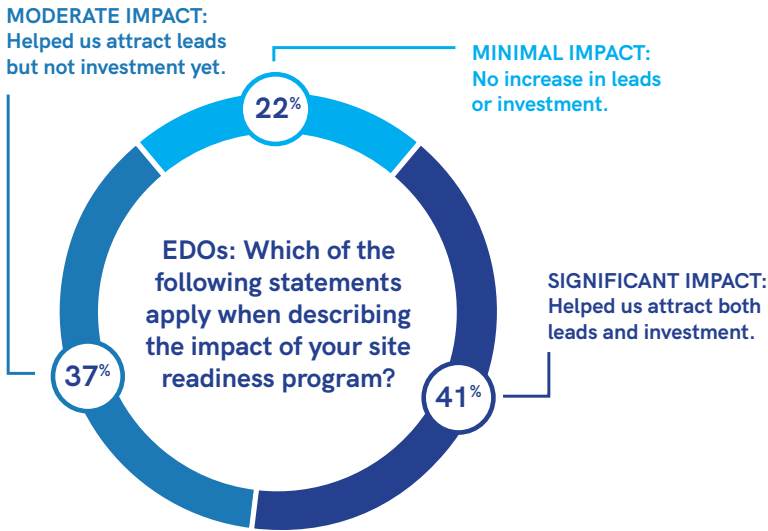 MODERATE IMPACT:
Helped us attract leads
but not investment yet.
22%
MINIMAL IMPACT:
No increase in leads
or investment.
EDOs: Which of the
following statements
apply when describing
the impact of your site
readiness program?
SIGNIFICANT IMPACT:
Helped us attract both
leads and investment.
37%
41%